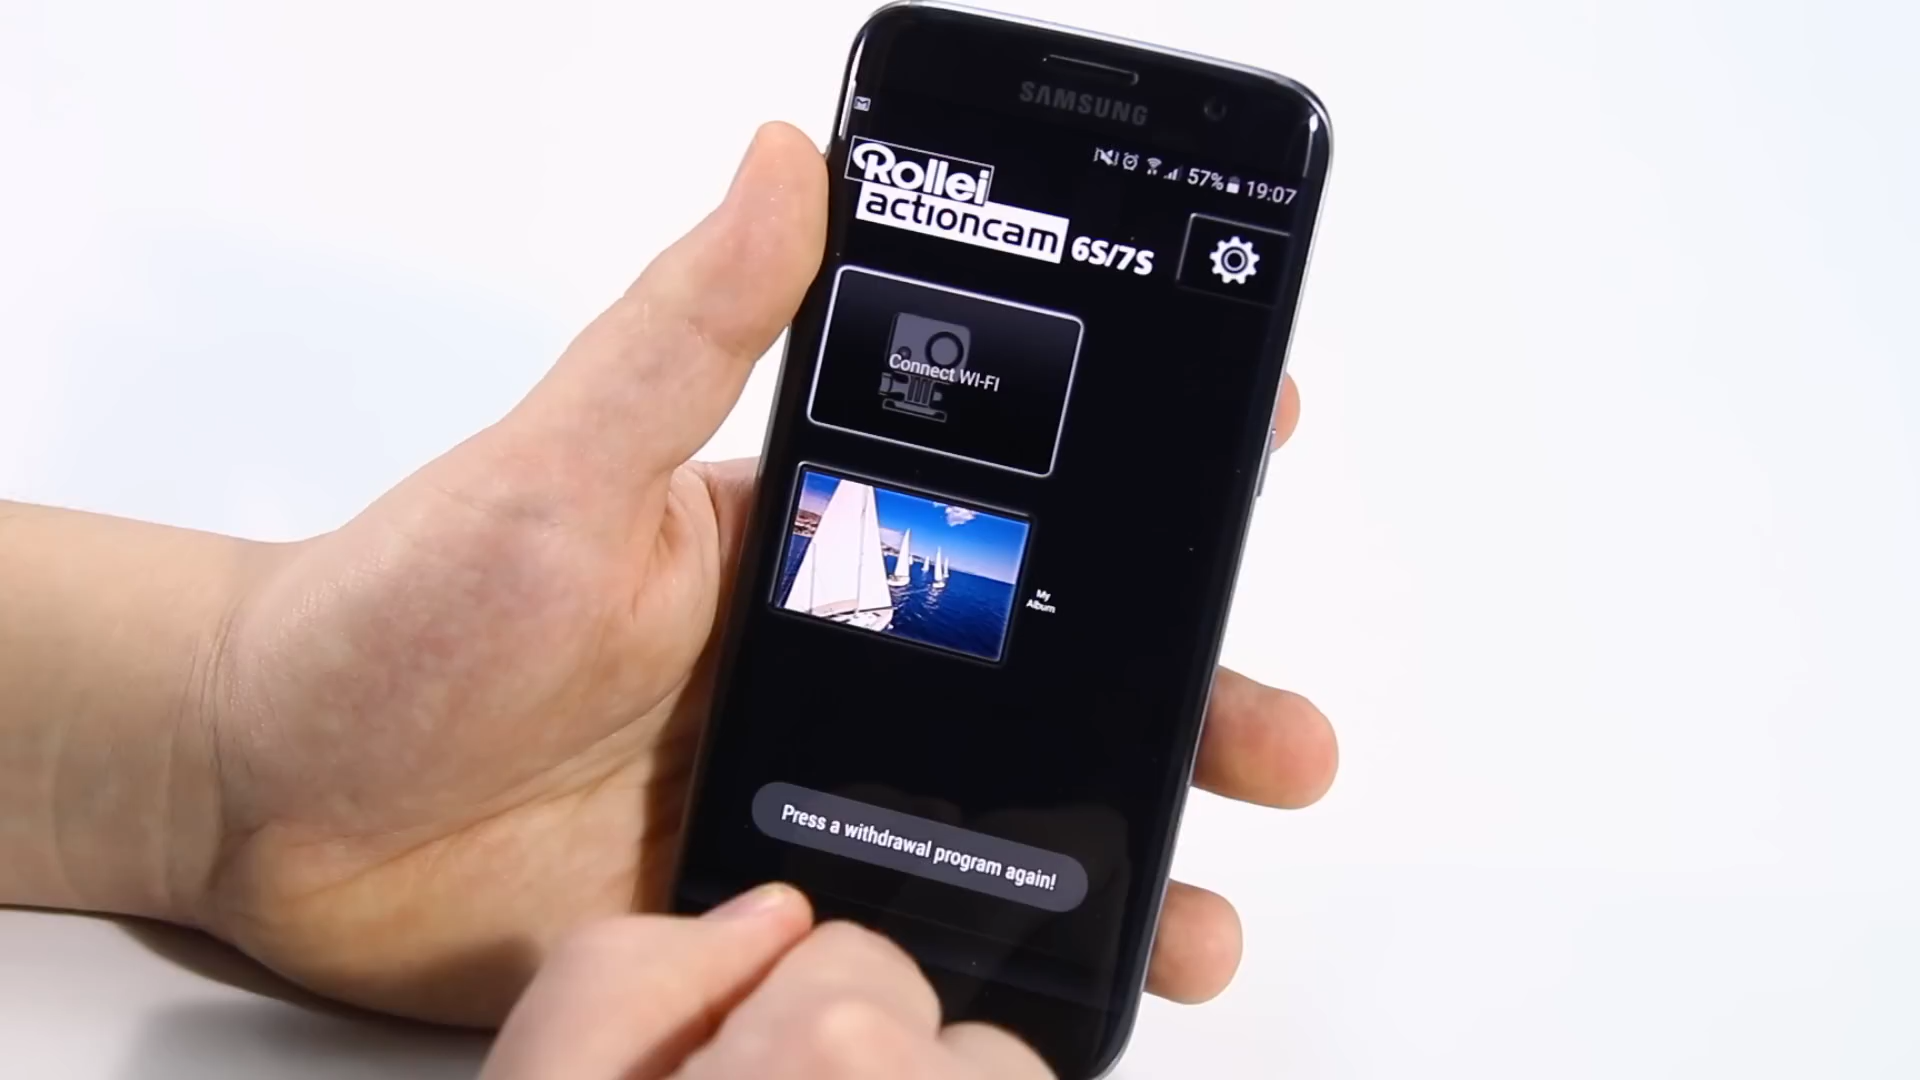 SAMSUNG
57% 19:07
Rollei
actioncam 6S/7S
Connect WI-FI
My
Album
Press a withdrawal program again!